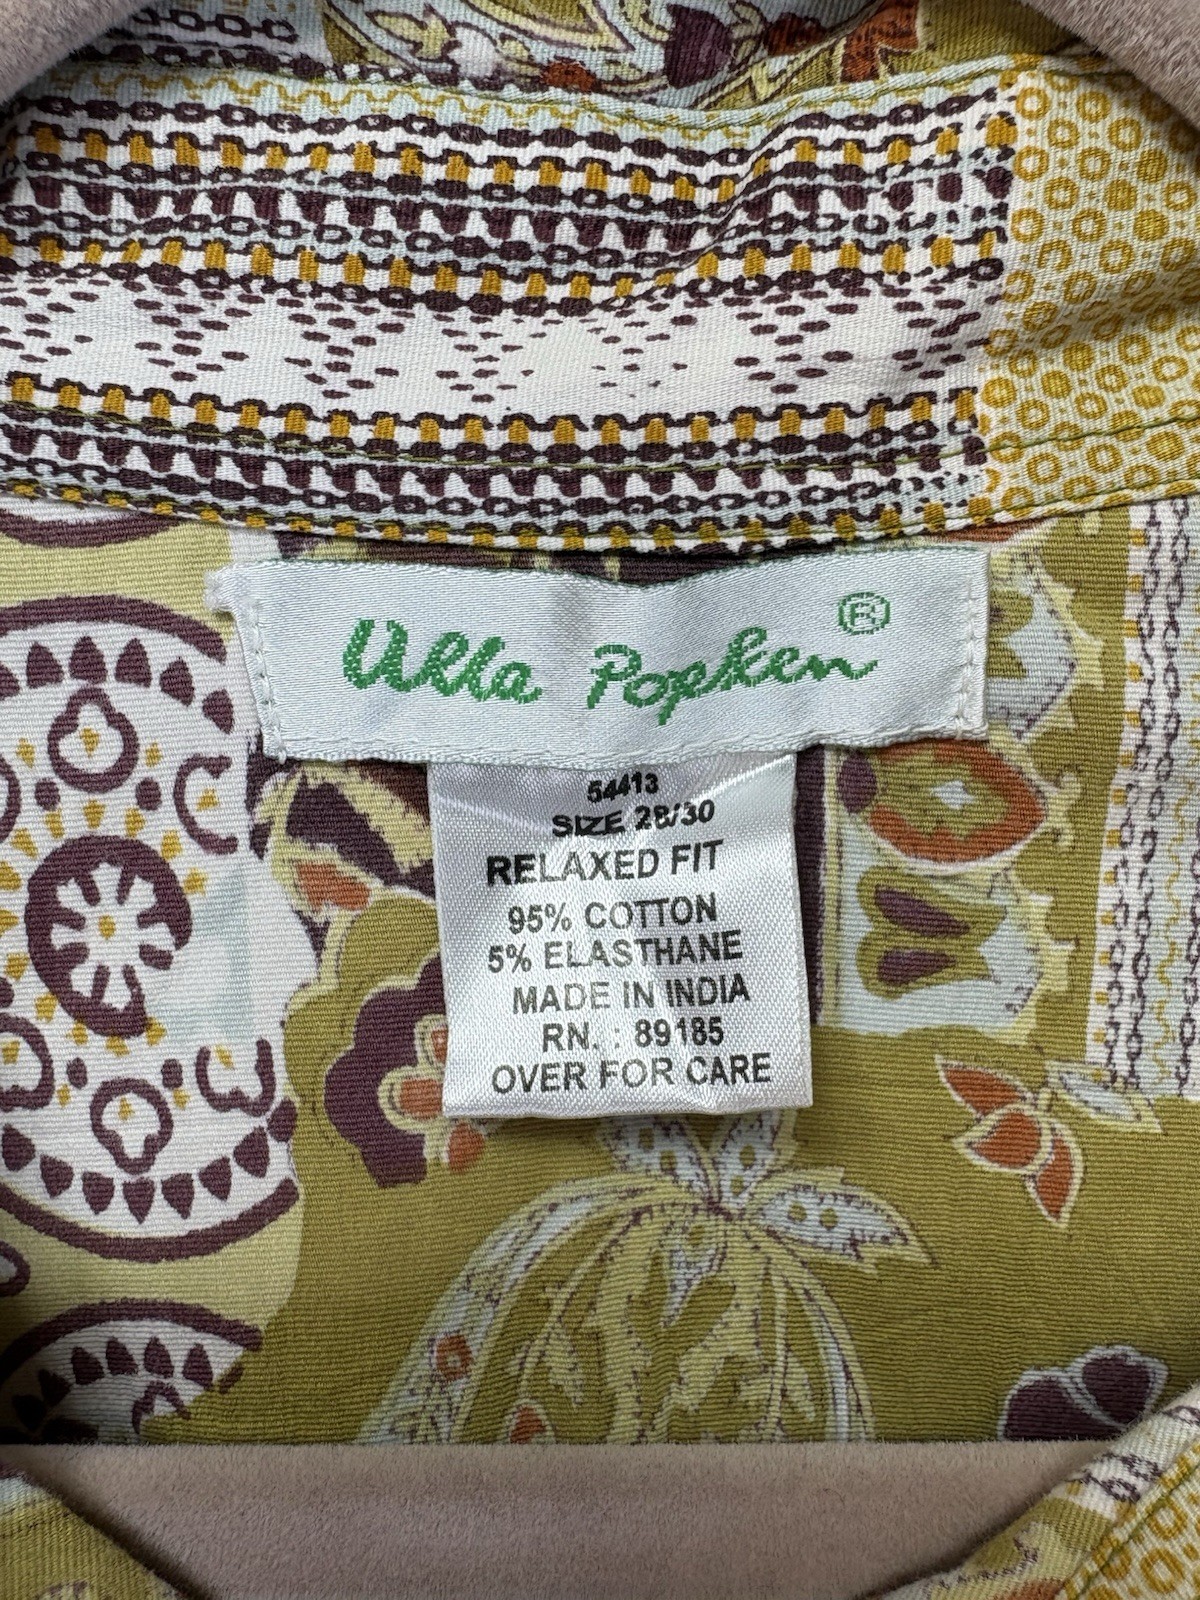 Ulla Popken ®
54413
SIZE 28/30
RELAXED FIT
95% COTTON
5% ELASTHANE
MADE IN INDIA
RN. : 89185
OVER FOR CARE